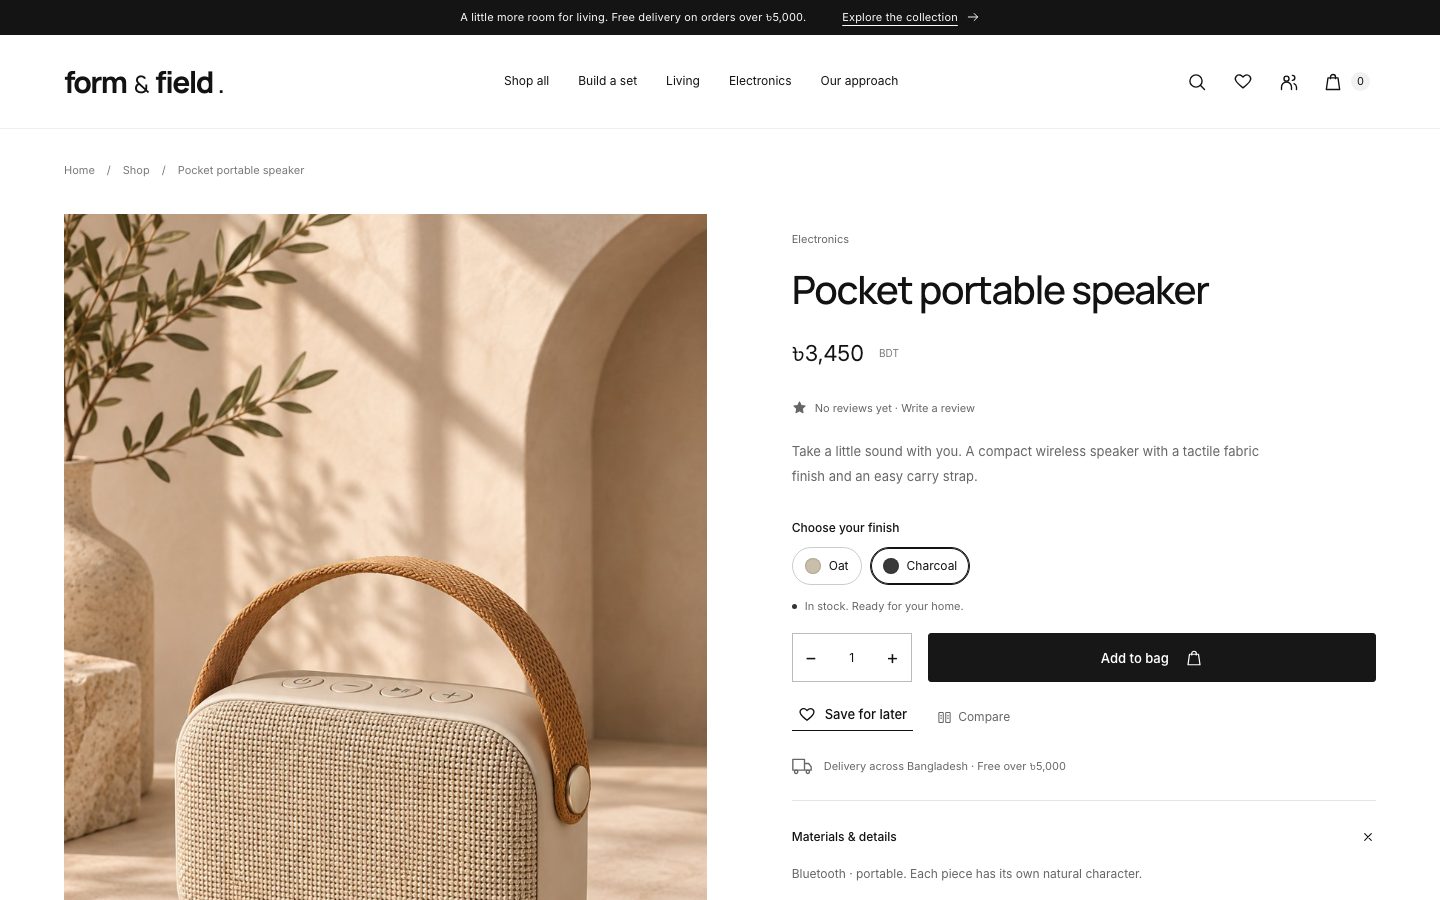 A little more room for living. Free delivery on orders over ৳5,000. Explore the collection
form & field .
Shop all
Build a set
Living
Electronics
Our approach
0
Home / Shop / Pocket portable speaker
Electronics
Pocket portable speaker
৳3,450 BDT
No reviews yet · Write a review
Take a little sound with you. A compact wireless speaker with a tactile fabric
finish and an easy carry strap.
Choose your finish
Oat
Charcoal
In stock. Ready for your home.
− 1 +
Add to bag
Save for later
Compare
Delivery across Bangladesh · Free over ৳5,000
Materials & details
Bluetooth · portable. Each piece has its own natural character.